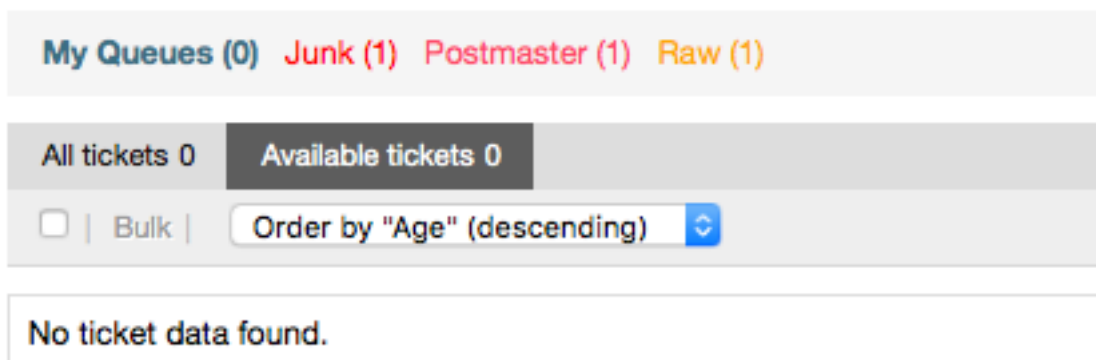 My Queues (0) Junk (1) Postmaster (1) Raw (1)
All tickets 0 Available tickets 0
| Bulk | Order by "Age" (descending)
No ticket data found.